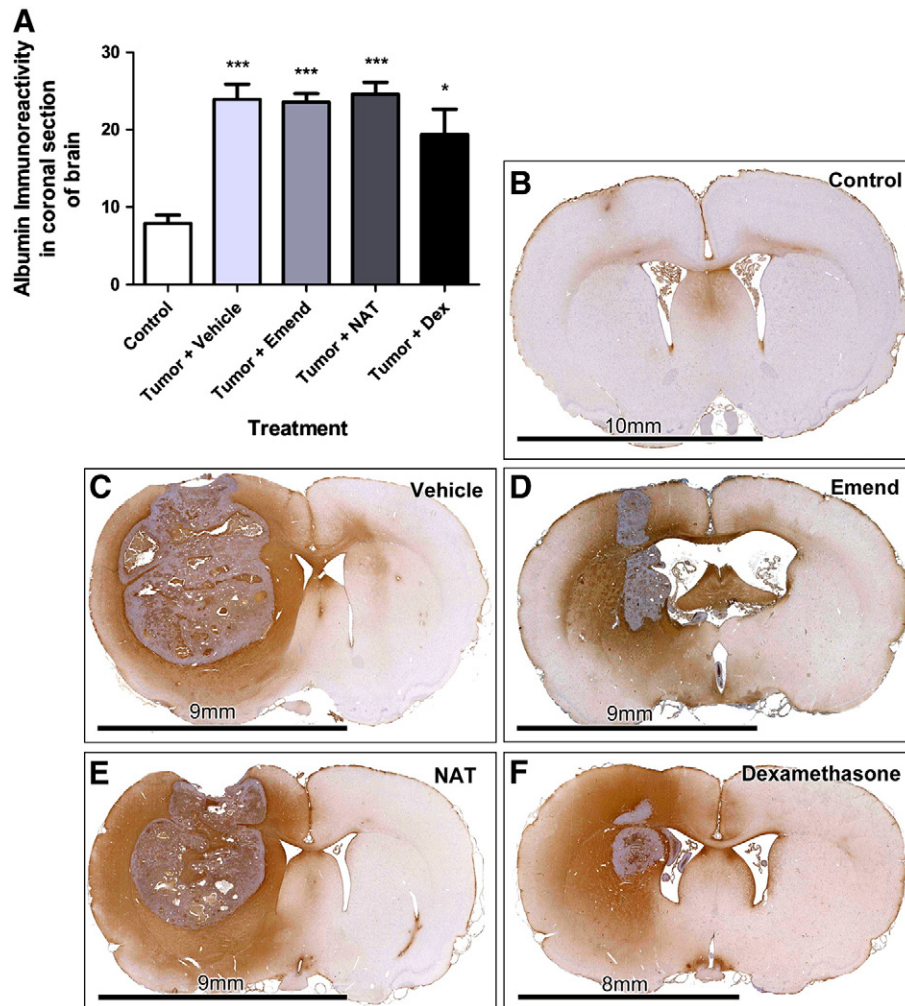 A
Albumin Immunoreactivity
in coronal section
of brain
30
20
10
0
***
***
***
*
Control
Tumor + Vehicle
Tumor + Emend
Tumor + NAT
Tumor + Dex
Treatment
B
Control
10mm
C
Vehicle
9mm
D
Emend
9mm
E
NAT
9mm
F
Dexamethasone
8mm